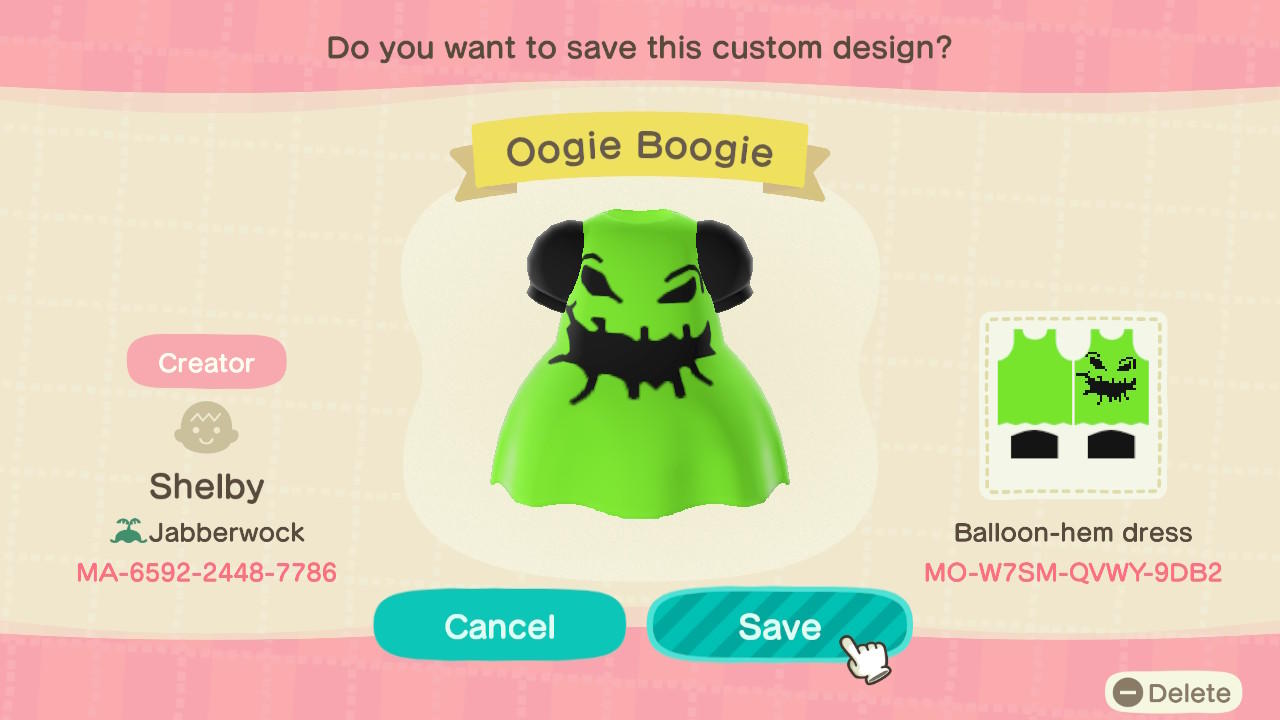 Do you want to save this custom design?
Oogie Boogie
Creator
Shelby
Jabberwock
MA-6592-2448-7786
Balloon-hem dress
MO-W7SM-QVWY-9DB2
Cancel
Save
Delete